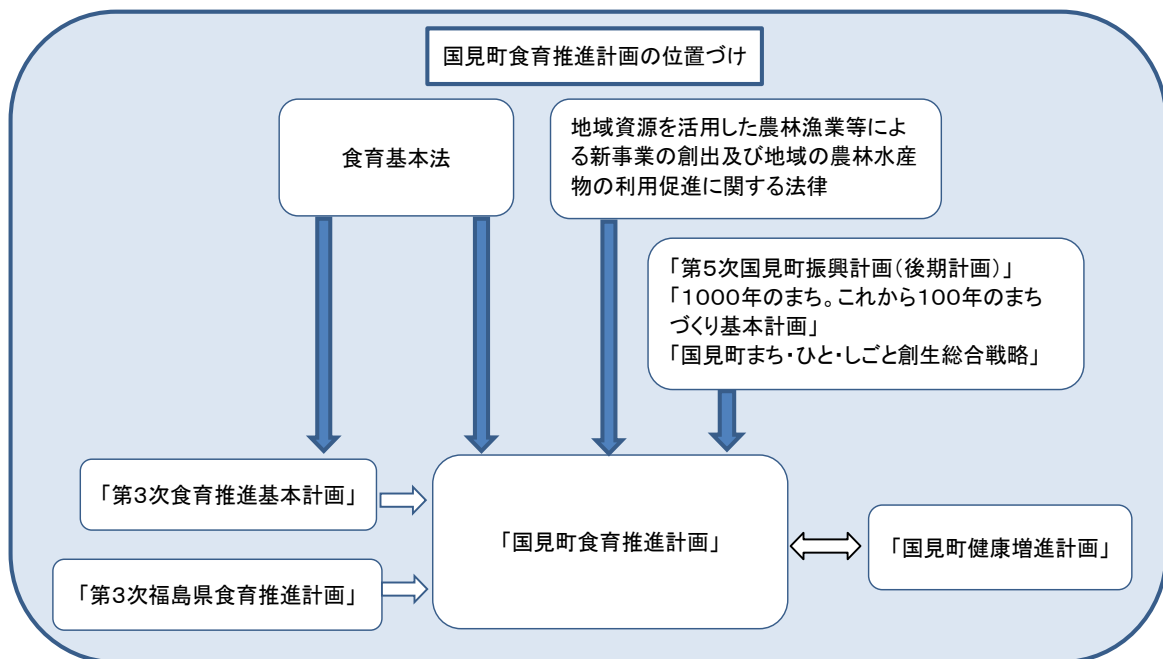 国見町食育推進計画の位置づけ
食育基本法
地域資源を活用した農林漁業等によ
る新事業の創出及び地域の農林水産
物の利用促進に関する法律
「第5次国見町振興計画（後期計画）」
「1000年のまち。これから100年のまち
づくり基本計画」
「国見町まち・ひと・しごと創生総合戦略」
「第3次食育推進基本計画」
「国見町食育推進計画」
「国見町健康増進計画」
「第3次福島県食育推進計画」